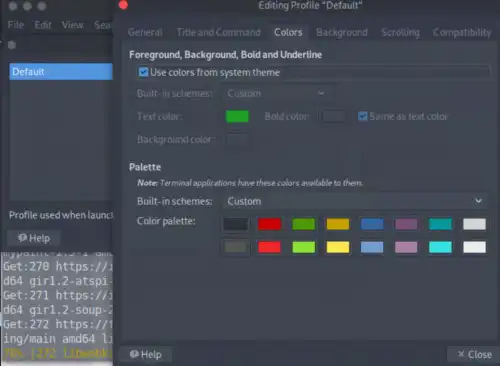 Editing Profile "Default"
File Edit View Sea
General Title and Command Colors Background Scrolling Compatibility
Foreground, Background, Bold and Underline
Default
Use colors from system theme
Built-in schemes: Custom
Text color: Bold color: Same as text color
Background color:
Palette
Note: Terminal applications have these colors available to them.
Built-in schemes: Custom
Profile used when launc
Color palette:
Help
mypaint-1.5-1 amd
Get:270 https://i
d64 gir1.2-atspi-
Get:271 https://i
d64 gir1.2-soup-2
Get:272 https://
ing/main amd64 li
Help Close